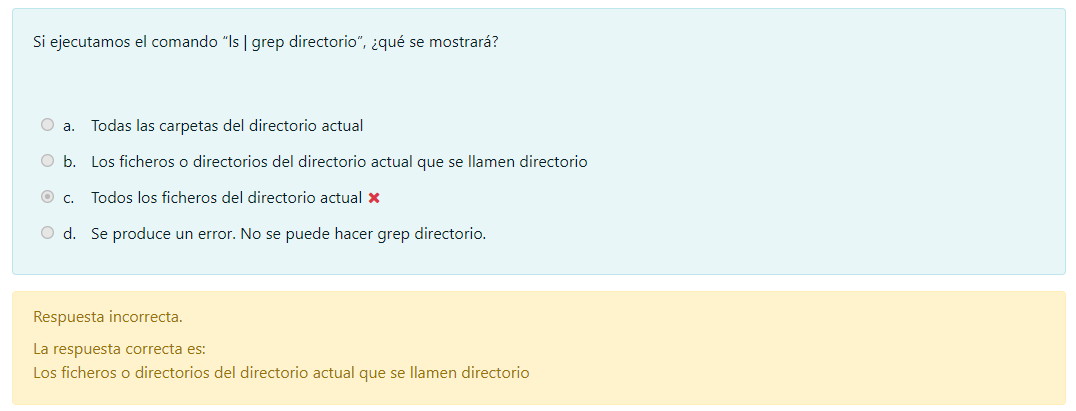 Si ejecutamos el comando “ls | grep directorio”, ¿qué se mostrará?
a. Todas las carpetas del directorio actual
b. Los ficheros o directorios del directorio actual que se llamen directorio
c. Todos los ficheros del directorio actual ✖
d. Se produce un error. No se puede hacer grep directorio.
Respuesta incorrecta.
La respuesta correcta es:
Los ficheros o directorios del directorio actual que se llamen directorio